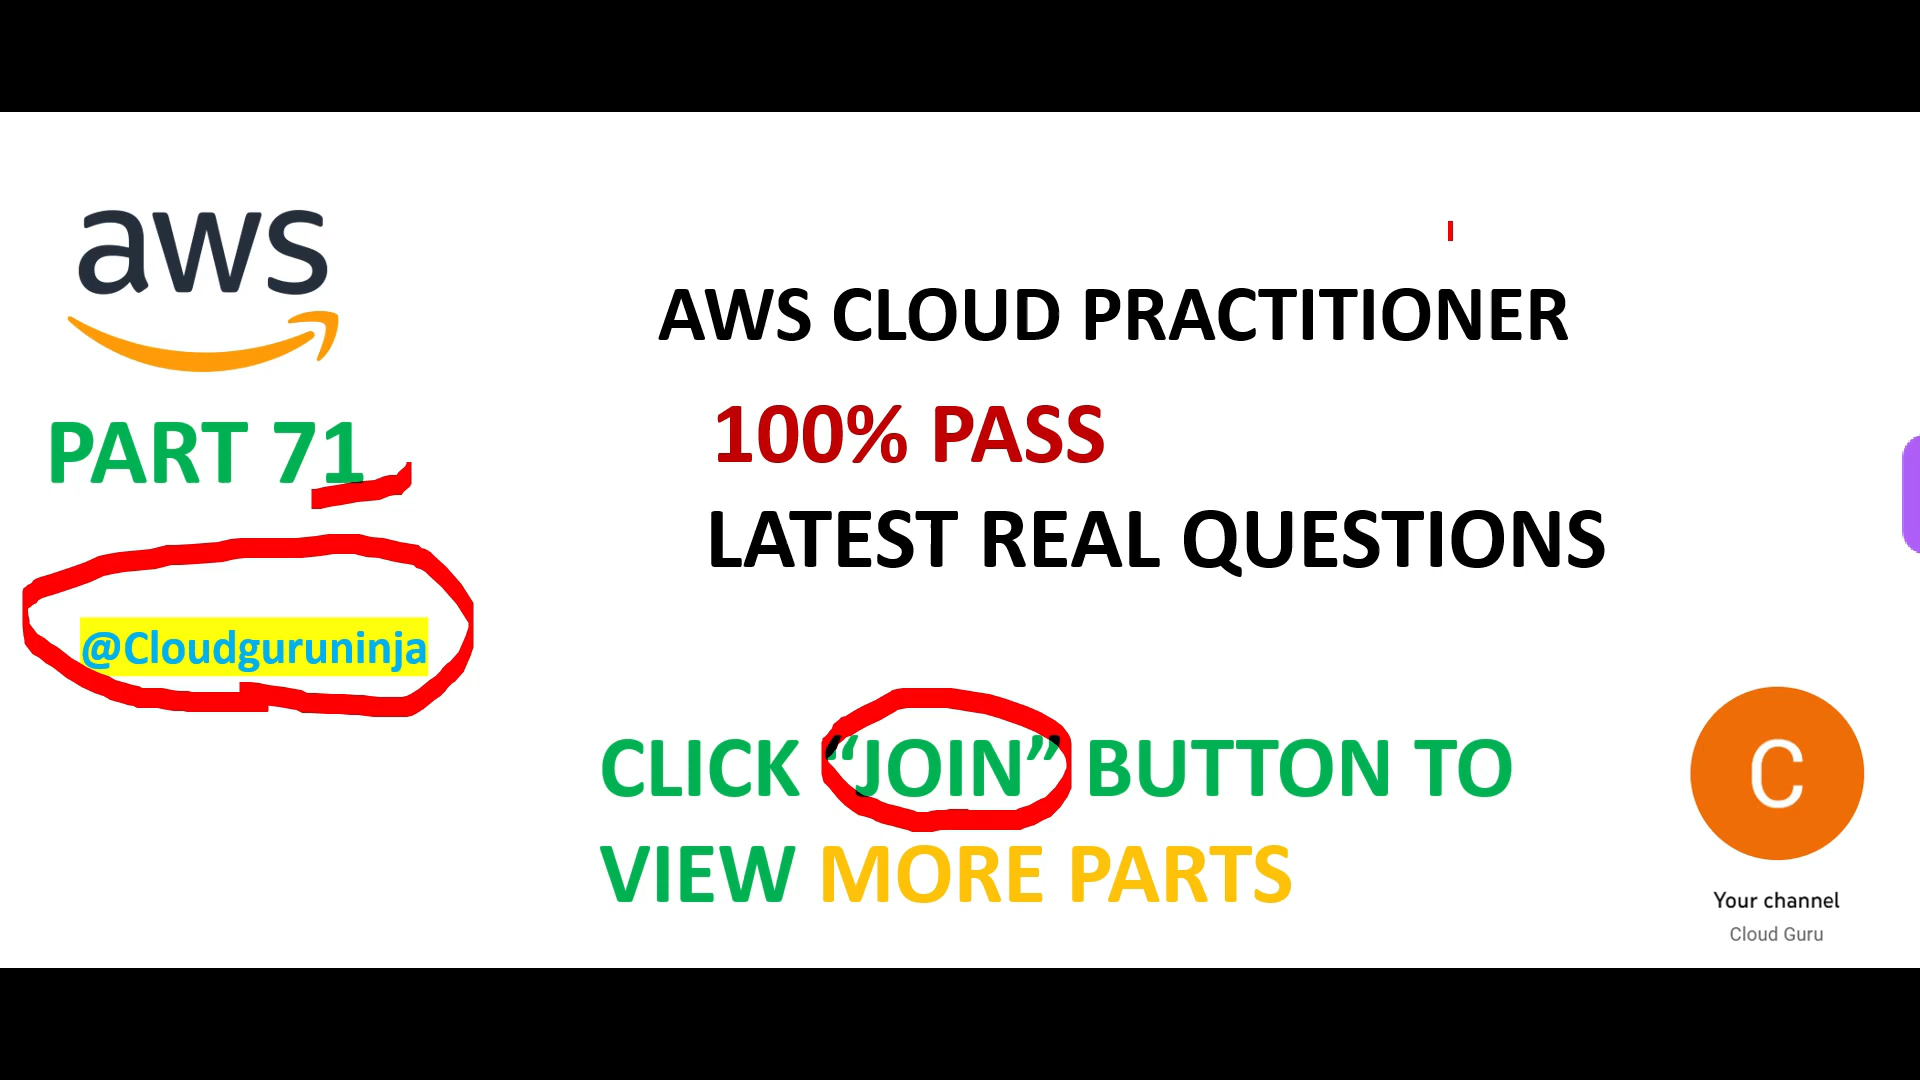 aws
AWS CLOUD PRACTITIONER
100% PASS
PART 71
LATEST REAL QUESTIONS
@Cloudguruninja
CLICK “JOIN” BUTTON TO
VIEW MORE PARTS
C
Your channel
Cloud Guru